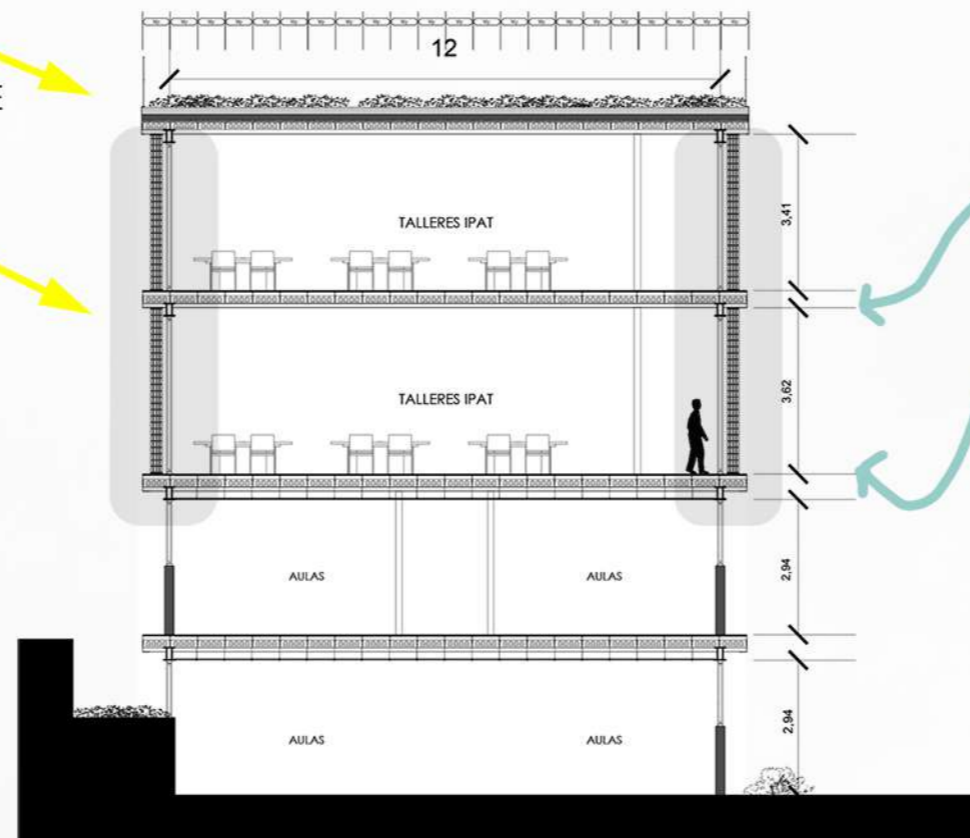 12
3,41
TALLERES IPAT
3,62
TALLERES IPAT
2,94
AULAS
AULAS
2,94
AULAS
AULAS